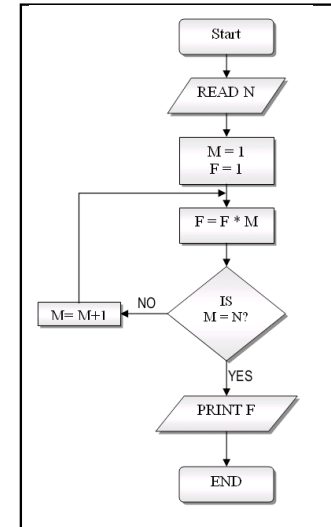 Start
READ N
M = 1
F = 1
F = F * M
IS
M = N?
NO
M= M+1
YES
PRINT F
END